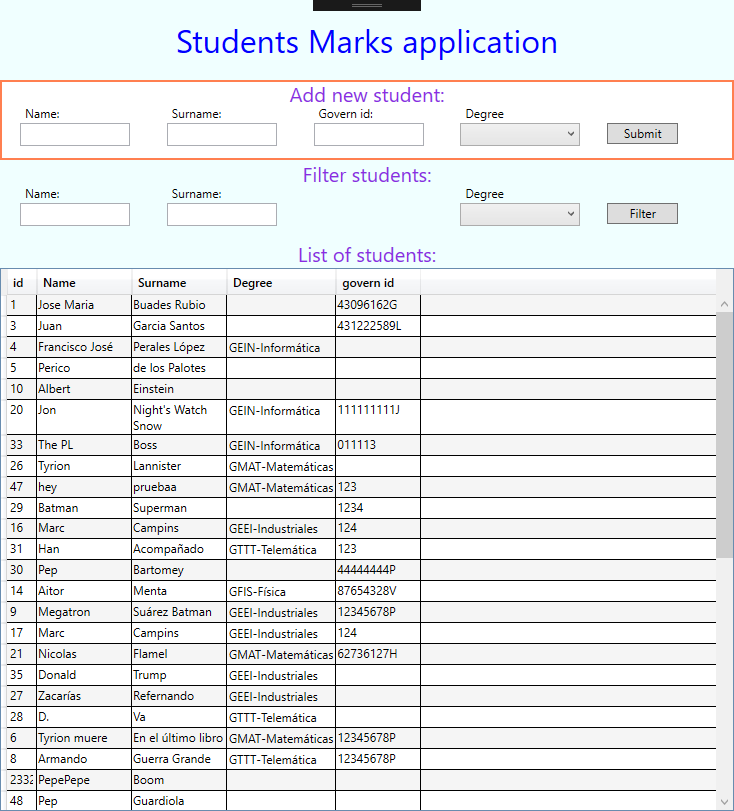 Students Marks application
Add new student:
Name: Surname: Govern id: Degree
Submit
Filter students:
Name: Surname: Degree
Filter
List of students:
id Name Surname Degree govern id
1 Jose Maria Buades Rubio 43096162G
3 Juan Garcia Santos 431222589L
4 Francisco José Perales López GEIN-Informática
5 Perico de los Palotes
10 Albert Einstein
20 Jon Night's Watch GEIN-Informática 111111111J
Snow
33 The PL Boss GEIN-Informática 011113
26 Tyrion Lannister GMAT-Matemáticas
47 hey pruebaa GMAT-Matemáticas 123
29 Batman Superman 1234
16 Marc Campins GEEI-Industriales 124
31 Han Acompañado GTTT-Telemática 123
30 Pep Bartomey 44444444P
14 Aitor Menta GFIS-Física 87654328V
9 Megatron Suárez Batman GEEI-Industriales 12345678P
17 Marc Campins GEEI-Industriales 124
21 Nicolas Flamel GMAT-Matemáticas 62736127H
35 Donald Trump GEEI-Industriales
27 Zacarías Refernando GEEI-Industriales
28 D. Va GTTT-Telemática
6 Tyrion muere En el último libro GMAT-Matemáticas 12345678P
8 Armando Guerra Grande GTTT-Telemática 12345678P
2332 PepePepe Boom
48 Pep Guardiola